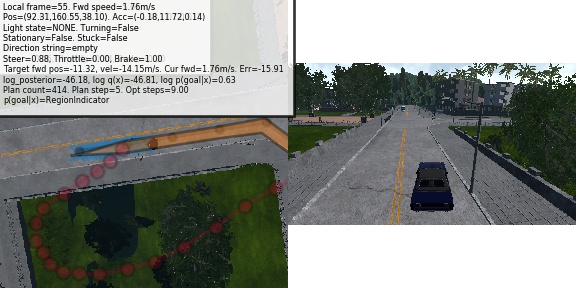 Local frame=55. Fwd speed=1.76m/s
Pos=(92.31,160.55,38.10). Acc=(-0.18,11.72,0.14)
Light state=NONE. Turning=False
Stationary=False. Stuck=False
Direction string=empty
Steer=0.88, Throttle=0.00, Brake=1.00
Target fwd pos=-11.32, vel=-14.15m/s. Cur fwd=1.76m/s. Err=-15.91
log_posterior=-46.18, log q(x)=-46.81, log p(goal|x)=0.63
Plan count=414. Plan step=5. Opt steps=9.00
p(goal|x)=RegionIndicator